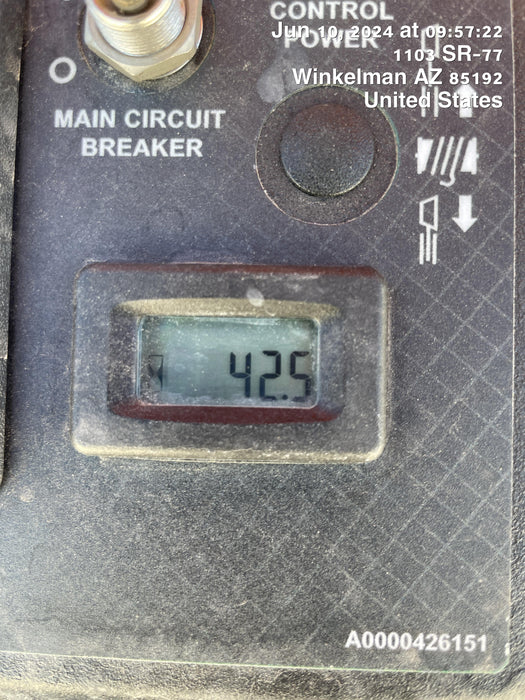 CONTROL
POWER
Jun 10, 2024 at 09:57:22
1103 SR-77
Winkelman AZ 85192
United States
MAIN CIRCUIT
BREAKER
42.5
A0000426151